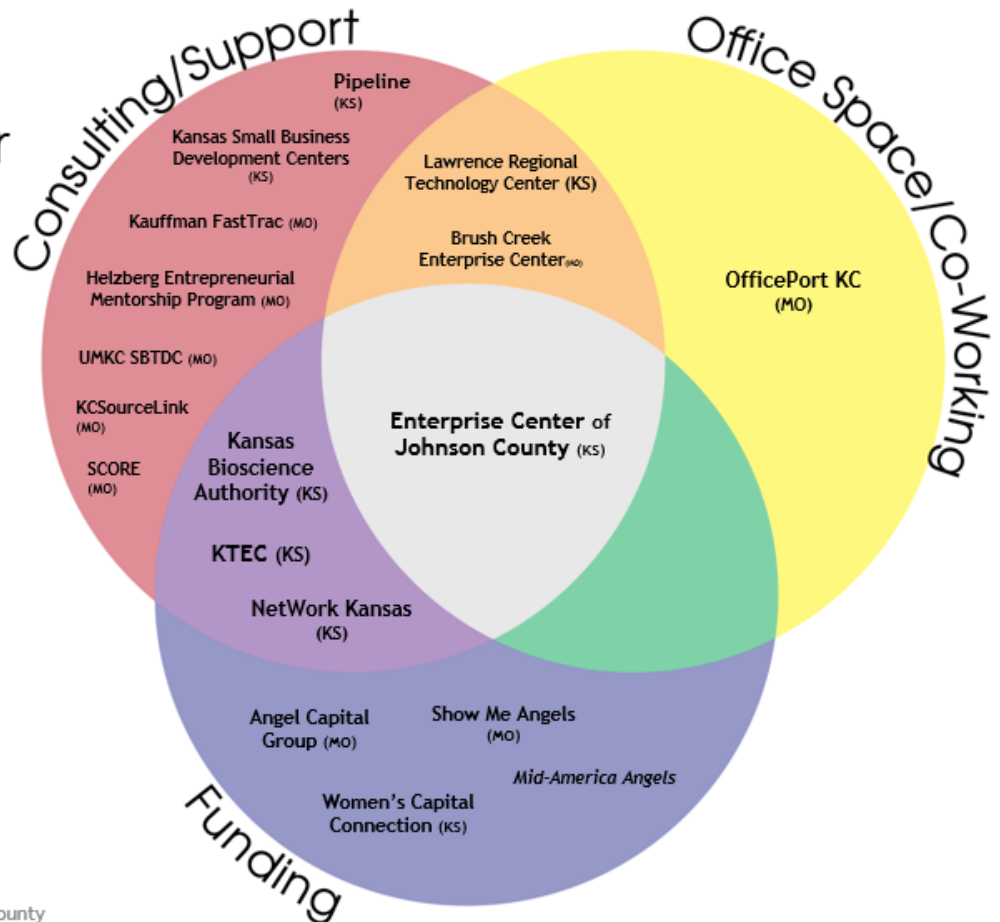 Consulting/Support
Office Space/Co-Working
Pipeline
(KS)
Kansas Small Business
Development Centers
(KS)
Kauffman FastTrac (MO)
Helzberg Entrepreneurial
Mentorship Program (MO)
UMKC SBTDC (MO)
KCSourceLink
(MO)
SCORE
(MO)
Lawrence Regional
Technology Center (KS)
Brush Creek
Enterprise Center (MO)
OfficePort KC
(MO)
Enterprise Center of
Johnson County (KS)
Kansas
Bioscience
Authority (KS)
KTEC (KS)
NetWork Kansas
(KS)
Angel Capital
Group (MO)
Show Me Angels
(MO)
Mid-America Angels
Women's Capital
Connection (KS)
Funding